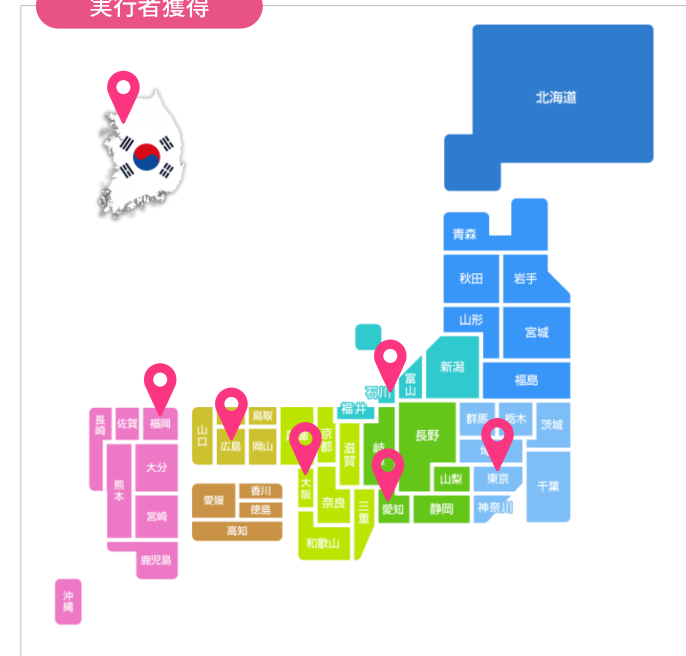 実行者獲得
北海道
青森
秋田
岩手
山形
宮城
新潟
福島
石川
富山
福井
群馬
栃木
茨城
長野
東京
千葉
神奈川
山梨
静岡
愛知
岐
滋賀
京都
三重
奈良
大阪
和歌山
鳥取
岡山
広島
山口
香川
徳島
愛媛
高知
福岡
佐賀
長崎
大分
熊本
宮崎
鹿児島
沖縄